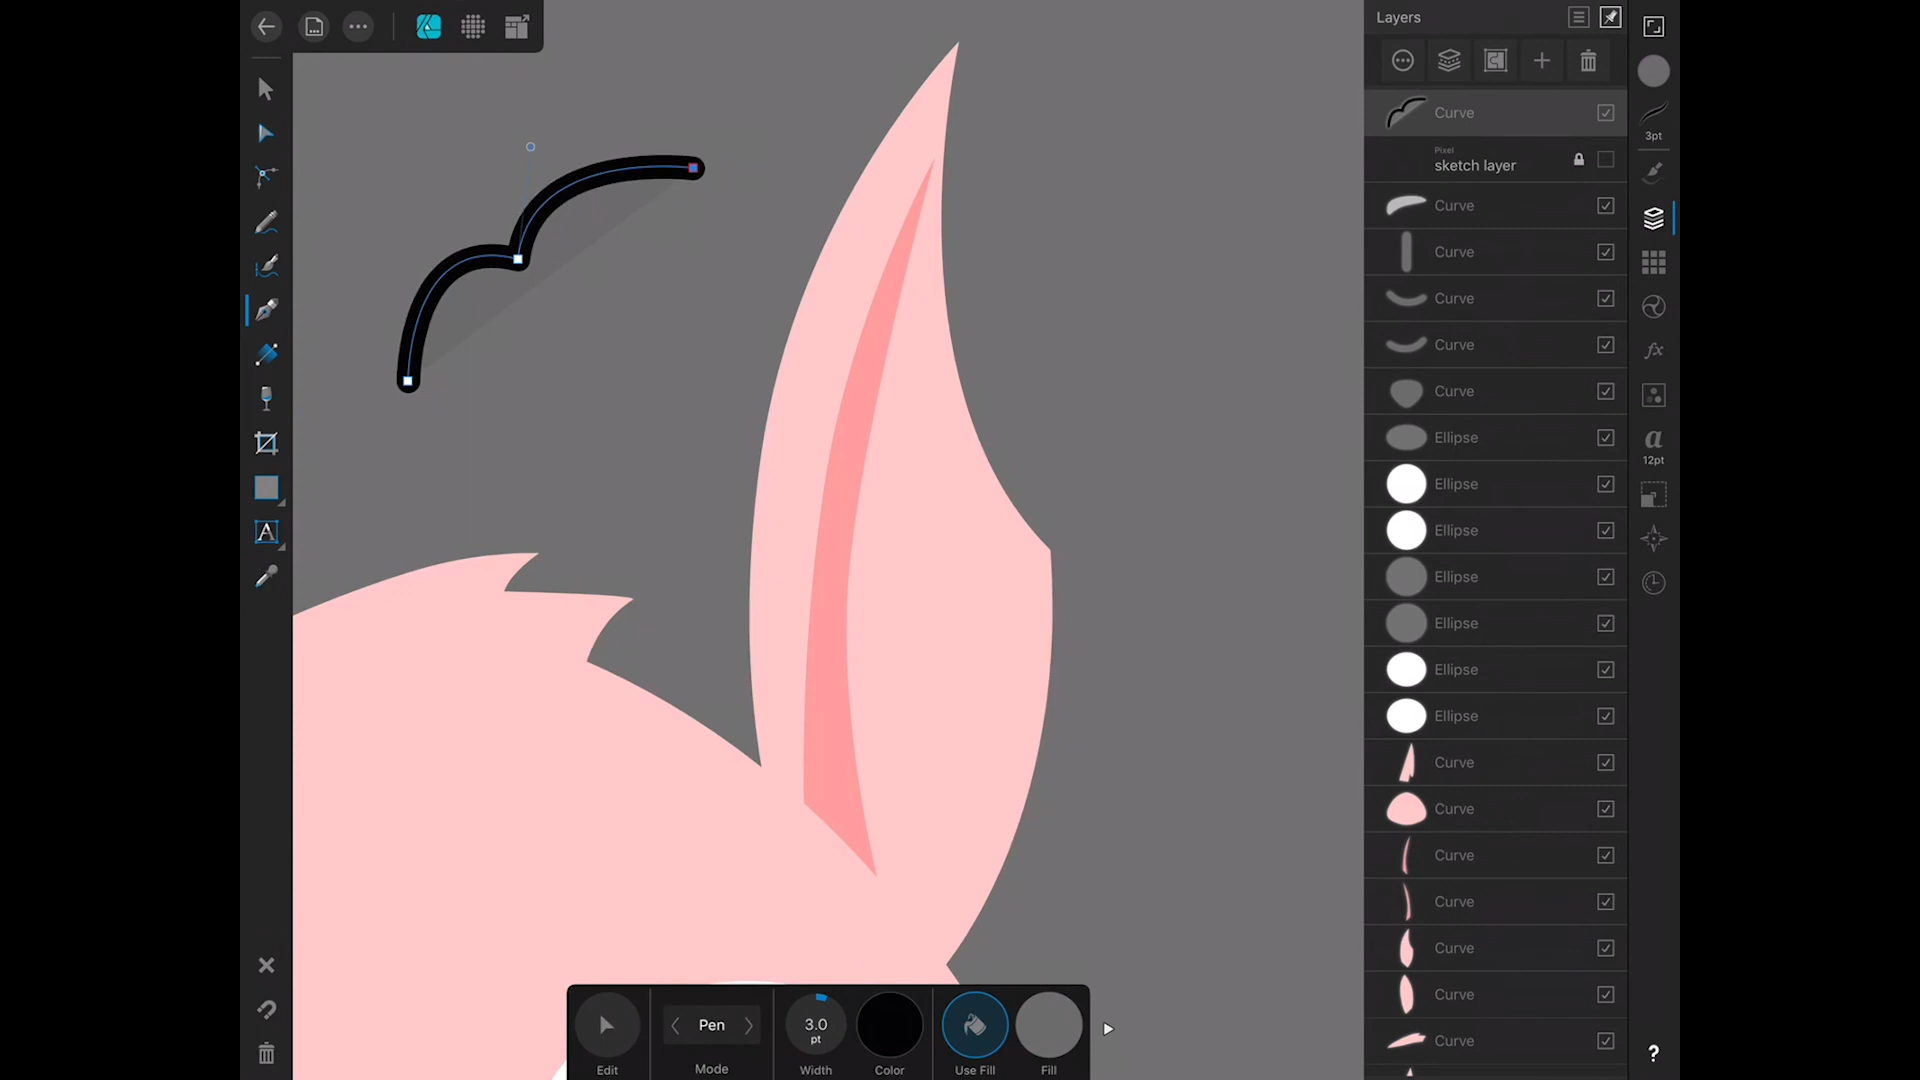 Layers
Curve
3pt
Pixel
sketch layer
Curve
Curve
Curve
Curve
fx
Curve
Ellipse
a
12pt
Ellipse
Ellipse
Ellipse
Ellipse
A
Ellipse
Ellipse
Curve
Curve
Curve
Curve
Curve
Curve
Pen
3.0
pt
Curve
?
Edit
Mode
Width
Color
Use Fill
Fill